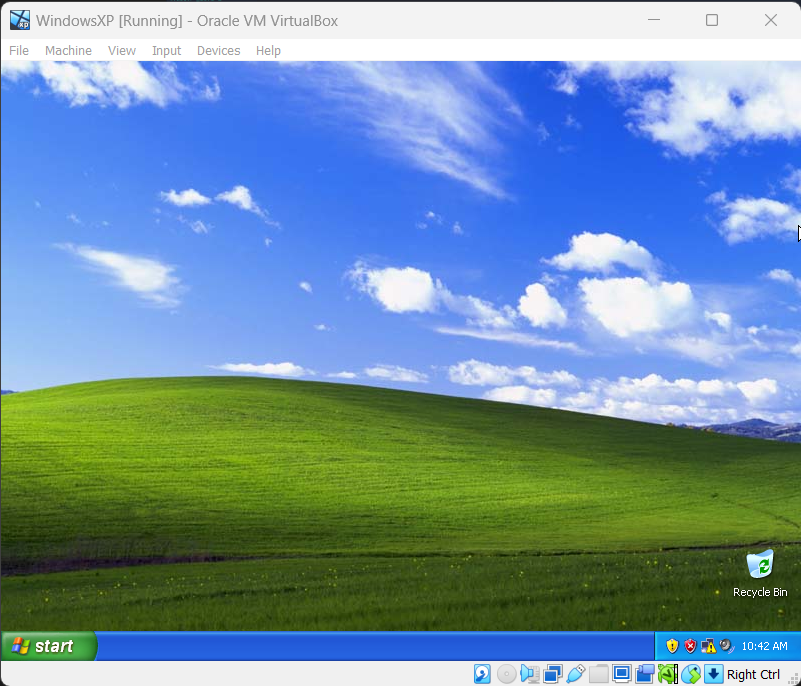 WindowsXP [Running] - Oracle VM VirtualBox
File Machine View Input Devices Help
Recycle Bin
start 10:42 AM
Right Ctrl